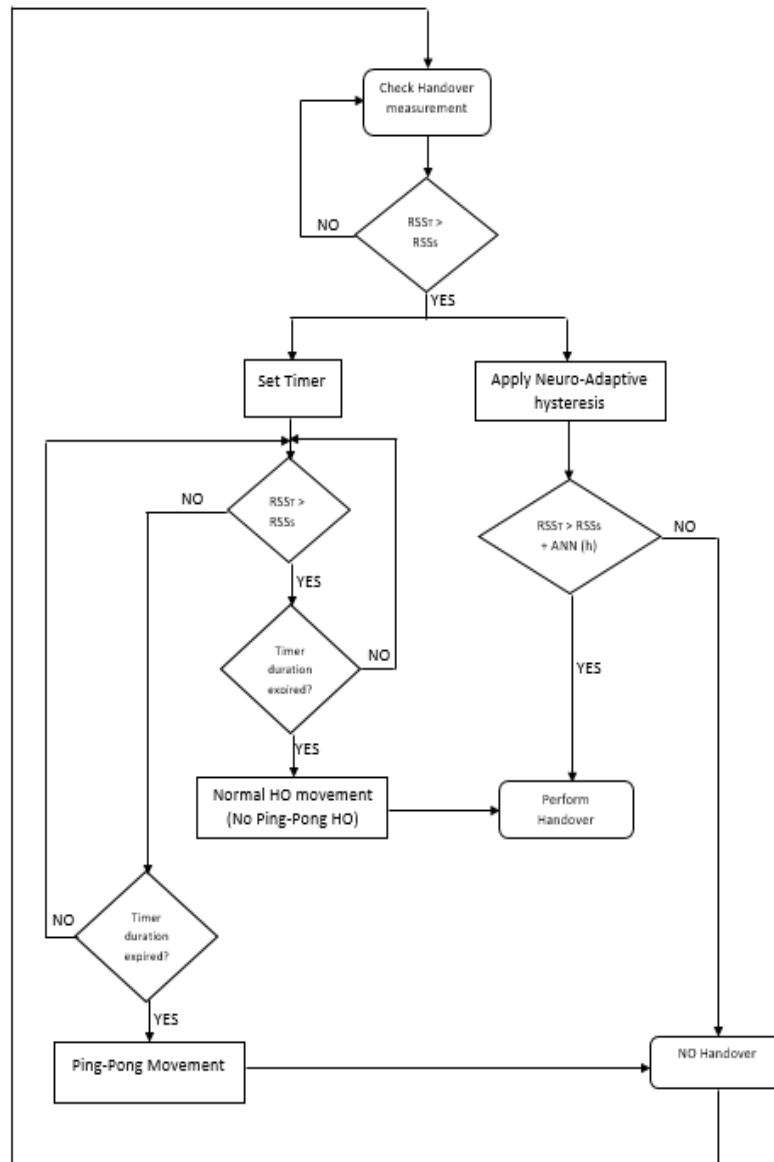 Check Handover
measurement
RSST >
RSSs
NO
YES
Set Timer
Apply Neuro-Adaptive
hysteresis
RSST >
RSSs
NO
YES
RSST > RSSs
+ ANN (h)
NO
YES
Timer
duration
expired?
NO
YES
Normal HO movement
(No Ping-Pong HO)
Perform
Handover
Timer
duration
expired?
NO
YES
Ping-Pong Movement
NO Handover